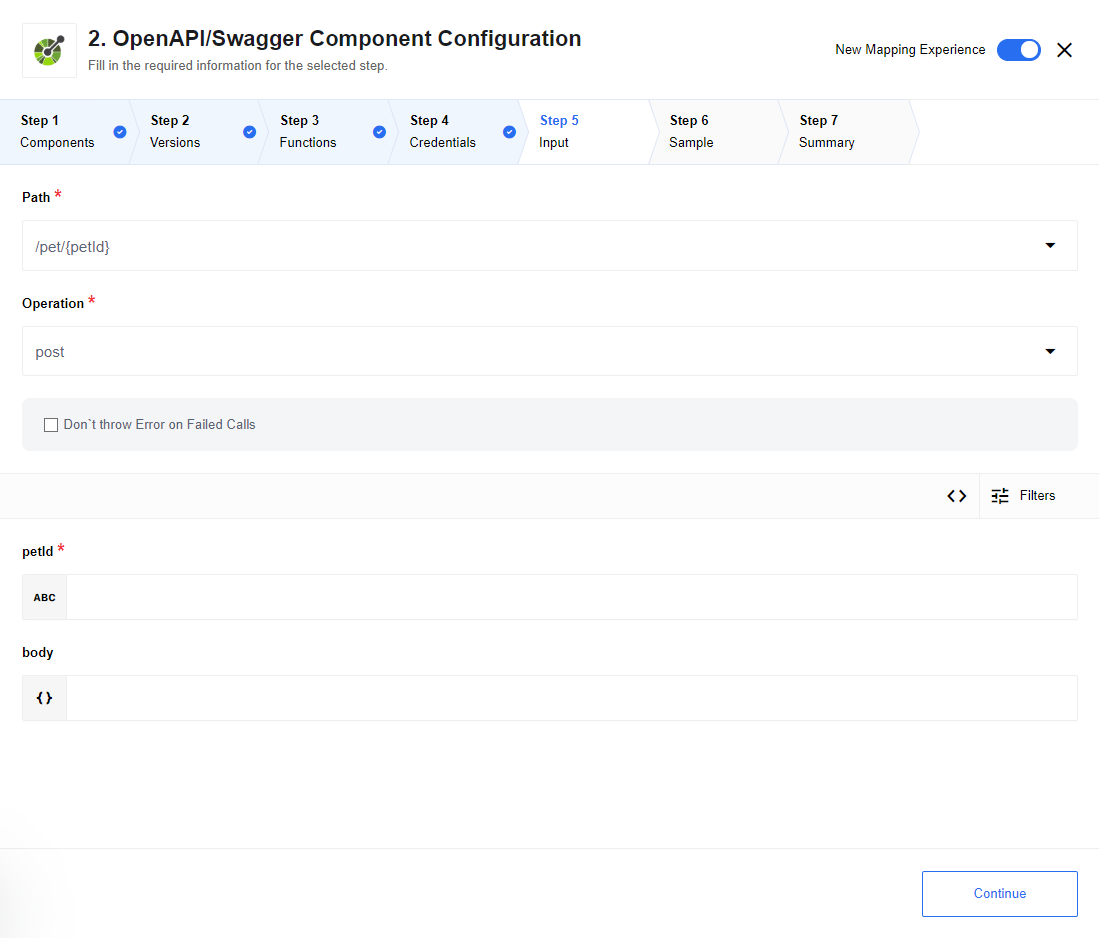 2. OpenAPI/Swagger Component Configuration
Fill in the required information for the selected step.
New Mapping Experience
Step 1
Components
Step 2
Versions
Step 3
Functions
Step 4
Credentials
Step 5
Input
Step 6
Sample
Step 7
Summary
Path *
/pet/{petId}
Operation *
post
Don`t throw Error on Failed Calls
Filters
petId *
ABC
body
{}
Continue